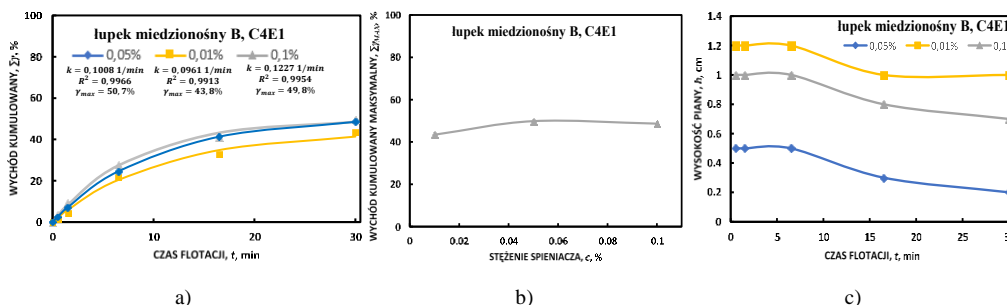 łupek miedzionośny B, C4E1
0,05% 0,01% 0,1%
k = 0,1008 1/min k = 0,0961 1/min k = 0,1227 1/min
R² = 0,9966 R² = 0,9913 R² = 0,9954
γmax = 50,7% γmax = 43,8% γmax = 49,8%
WYCHÓD KUMULOWANY, Σγ, %
100
80
60
40
20
0
0 10 20 30
CZAS FLOTACJI, t, min
a)
łupek miedzionośny B, C4E1
WYCHÓD KUMULOWANY MAKSYMALNY, ΣγMAX, %
100
80
60
40
20
0
0 0.02 0.04 0.06 0.08 0.1
STĘŻENIE SPIENIACZA, c, %
b)
łupek miedzionośny B, C4E1
0,05% 0,01% 0,1
WYSOKOŚĆ PIANY, h, cm
1.4
1.2
1
0.8
0.6
0.4
0.2
0 5 10 15 20 25
CZAS FLOTACJI, t, min
c)